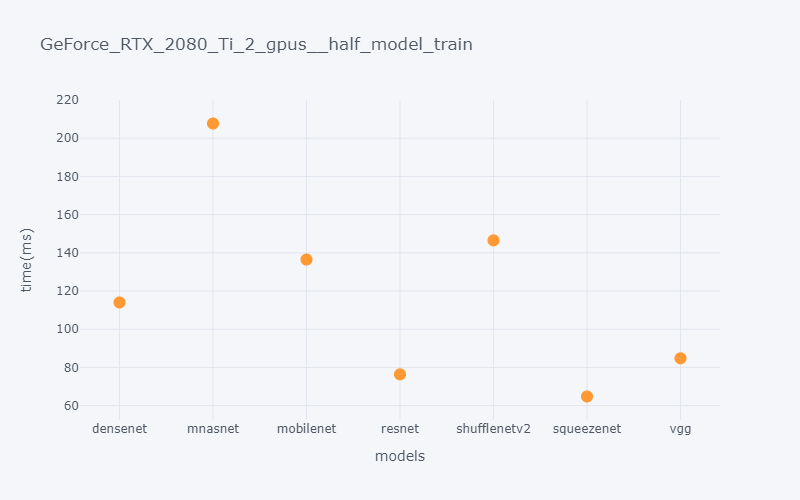 GeForce_RTX_2080_Ti_2_gpus__half_model_train
220
200
180
160
140
120
100
80
60
time(ms)
densenet mnasnet mobilenet resnet shufflenetv2 squeezenet vgg
models